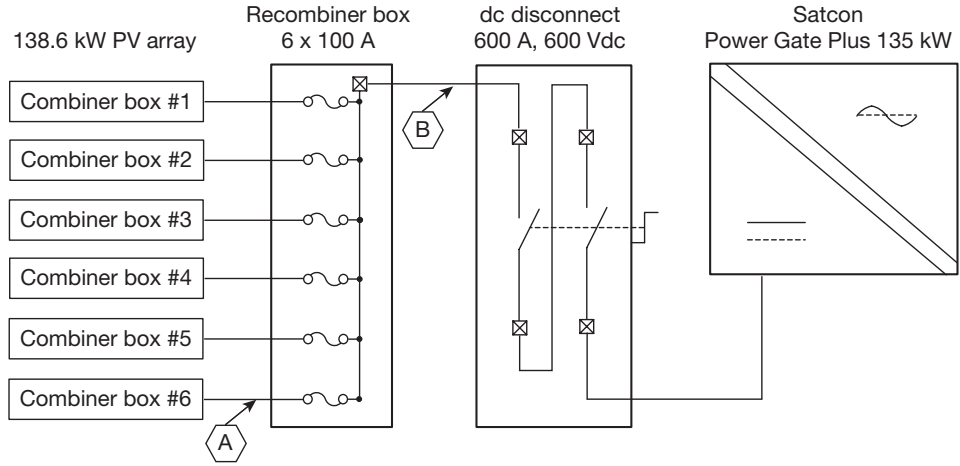 138.6 kW PV array
Recombiner box
6 x 100 A
dc disconnect
600 A, 600 Vdc
Satcon
Power Gate Plus 135 kW
Combiner box #1
Combiner box #2
Combiner box #3
Combiner box #4
Combiner box #5
Combiner box #6
A
B